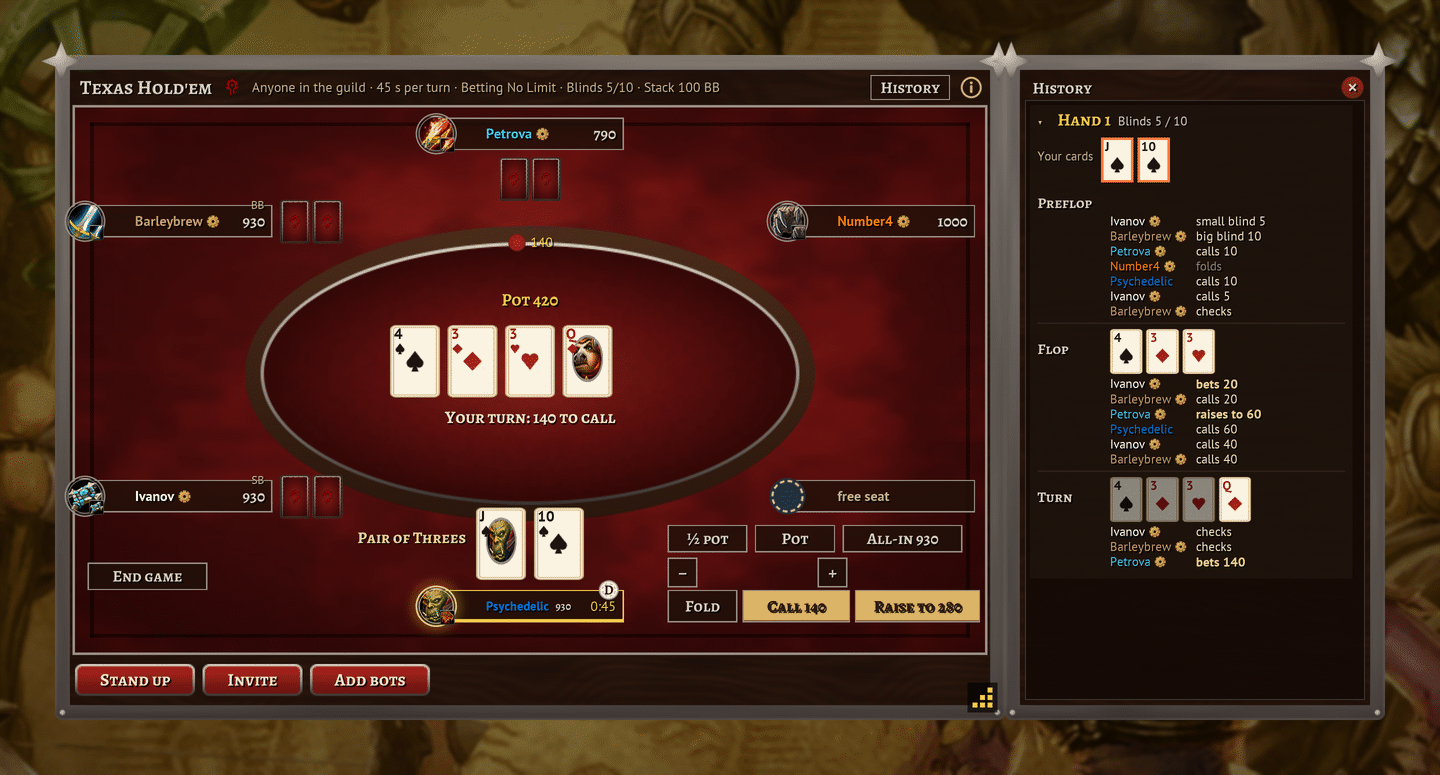 TEXAS HOLD'EM Anyone in the guild · 45 s per turn · Betting No Limit · Blinds 5/10 · Stack 100 BB HISTORY i
Petrova 790
BB
Barleybrew 930
Number4 1000
140
POT 420
4 3 3 Q
YOUR TURN: 140 TO CALL
SB
Ivanov 930
free seat
PAIR OF THREES
J 10
½ POT POT ALL-IN 930
− +
END GAME
D
Psychedelic 930 0:45
FOLD CALL 140 RAISE TO 280
STAND UP INVITE ADD BOTS
HISTORY
HAND 1 Blinds 5 / 10
Your cards J 10
PREFLOP
Ivanov small blind 5
Barleybrew big blind 10
Petrova calls 10
Number4 folds
Psychedelic calls 10
Ivanov calls 5
Barleybrew checks
FLOP 4 3 3
Ivanov bets 20
Barleybrew calls 20
Petrova raises to 60
Psychedelic calls 60
Ivanov calls 40
Barleybrew calls 40
TURN 4 3 3 Q
Ivanov checks
Barleybrew checks
Petrova bets 140